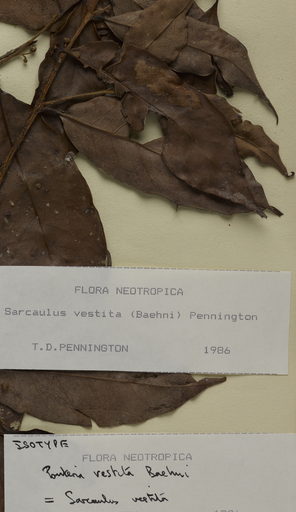 FLORA NEOTROPICA
Sarcaulus vestita (Baehni) Pennington
T.D.PENNINGTON 1986
ISOTYPE
FLORA NEOTROPICA
Pouteria vestita Baehni
= Sarcaulus vestita